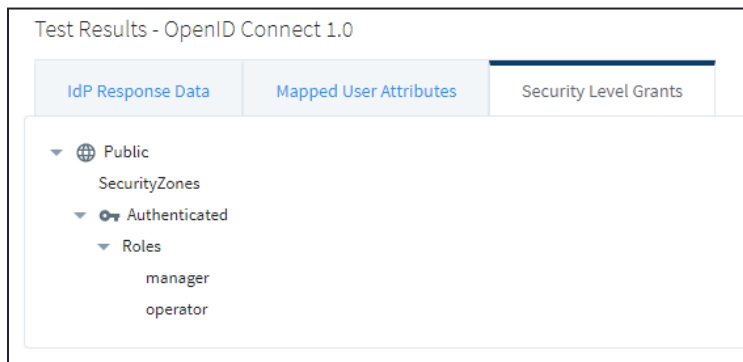 Test Results - OpenID Connect 1.0
IdP Response Data
Mapped User Attributes
Security Level Grants
Public
SecurityZones
Authenticated
Roles
manager
operator